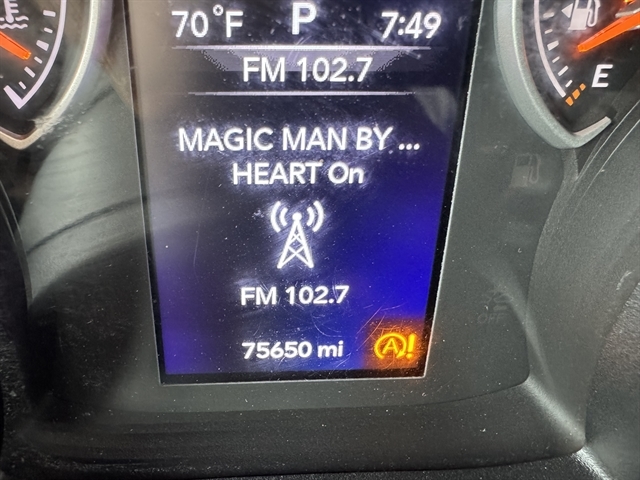 70°F P 7:49
FM 102.7
MAGIC MAN BY ...
HEART On
FM 102.7
75650 mi A!
E